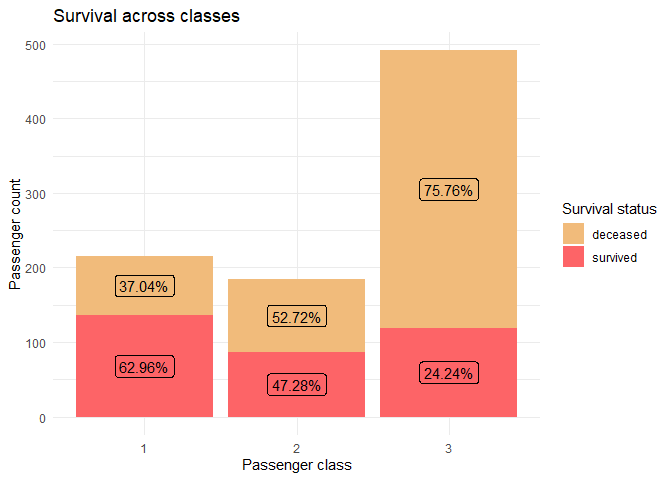 Survival across classes
Passenger count
500
400
300
200
100
0
37.04%
62.96%
52.72%
47.28%
75.76%
24.24%
1
2
3
Passenger class
Survival status
deceased
survived